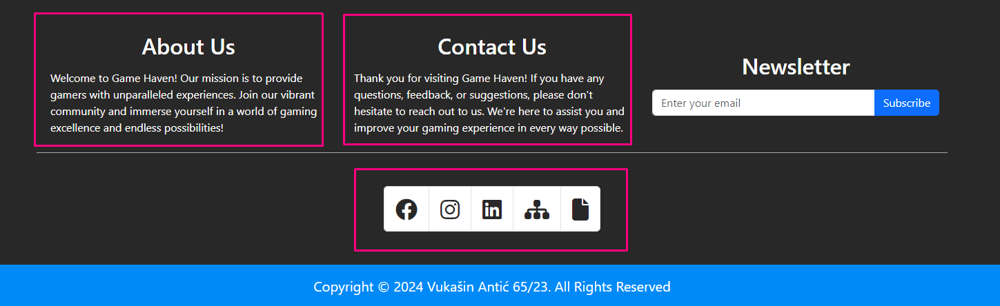 About Us
Welcome to Game Haven! Our mission is to provide
gamers with unparalleled experiences. Join our vibrant
community and immerse yourself in a world of gaming
excellence and endless possibilities!
Contact Us
Thank you for visiting Game Haven! If you have any
questions, feedback, or suggestions, please don't
hesitate to reach out to us. We're here to assist you and
improve your gaming experience in every way possible.
Newsletter
Enter your email
Subscribe
in
Copyright © 2024 Vukašin Antić 65/23. All Rights Reserved